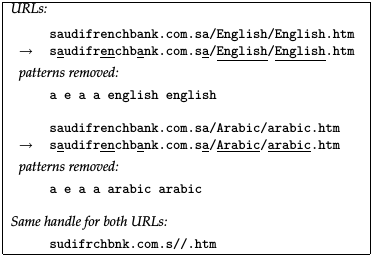 URLs:
saudifrenchbank.com.sa/English/English.htm
→ saudifrenchbank.com.sa/English/English.htm
patterns removed:
a e a a english english
saudifrenchbank.com.sa/Arabic/arabic.htm
→ saudifrenchbank.com.sa/Arabic/arabic.htm
patterns removed:
a e a a arabic arabic
Same handle for both URLs:
sudifrchbnk.com.s//.htm